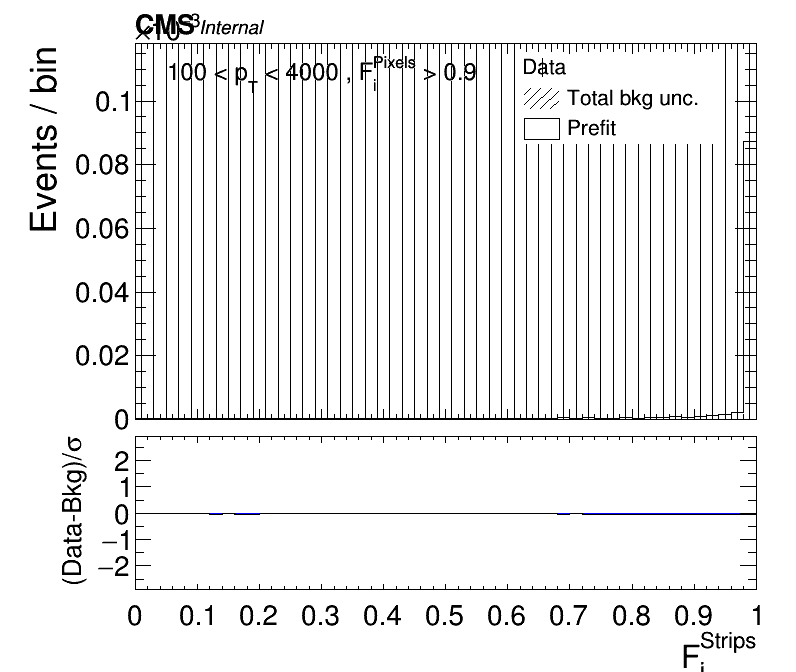 CMS Internal
×10⁻³
Events / bin
100 < p_T < 4000 , F_i^Pixels > 0.9
Data
Total bkg unc.
Prefit
0.1
0.08
0.06
0.04
0.02
0
(Data-Bkg)/σ
2
1
0
−1
−2
0 0.1 0.2 0.3 0.4 0.5 0.6 0.7 0.8 0.9 1
F_i^Strips